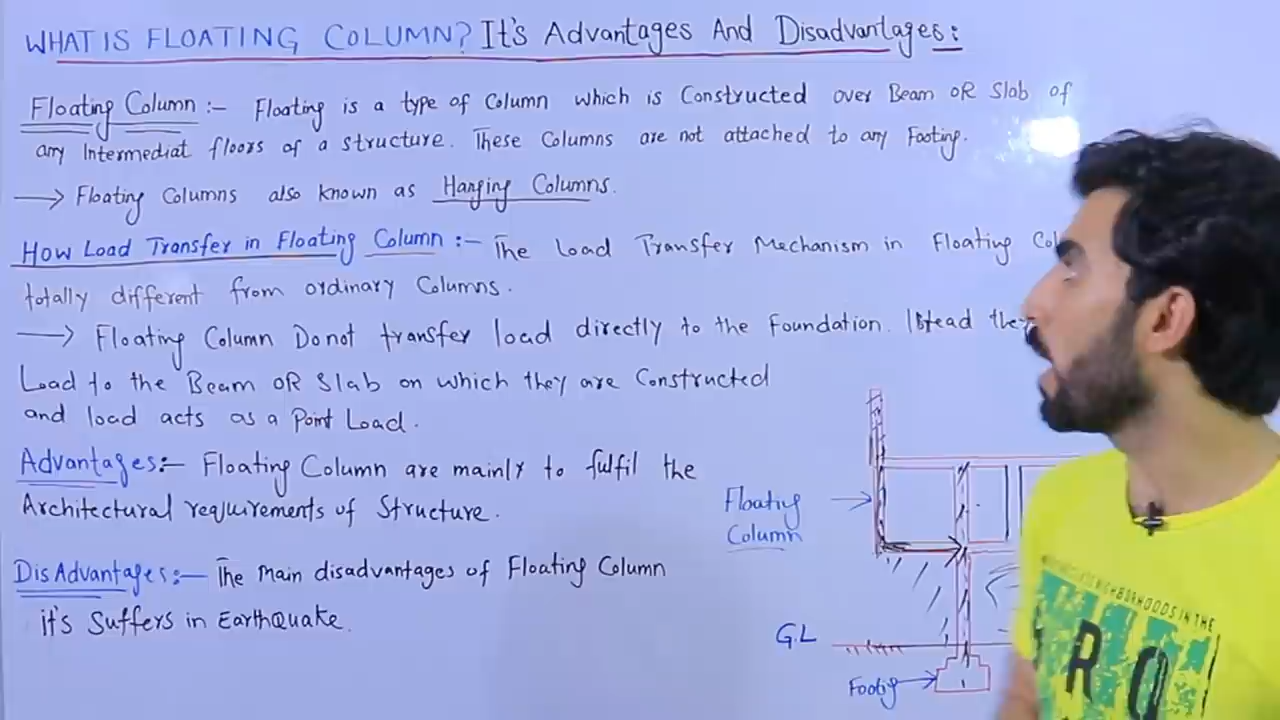 WHAT IS FLOATING COLUMN? It's Advantages And Disadvantages:
Floating Column :- Floating is a type of Column which is Constructed over Beam OR Slab of
any Intermediat floors of a structure. These Columns are not attached to any Footing.
→ Floating Columns also known as Hanging Columns.
How Load Transfer in Floating Column :- The Load Transfer Mechanism in Floating Col
totally different from ordinary Columns.
→ Floating Column Donot transfer load directly to the foundation. Istead they
Load to the Beam OR Slab on which they are Constructed
and load acts as a Point Load.
Advantages:- Floating Column are mainly to fulfil the
Architectural requirements of Structure.
DisAdvantages:- The main disadvantages of Floating Column
it's Suffers in EarthQuake.
Floating
Column
G.L
Footig
HBORHOODS IN THE
RO